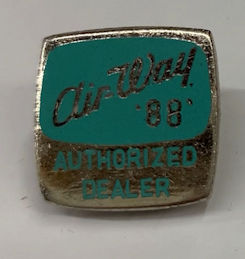 Air-Way
'88'
AUTHORIZED
DEALER